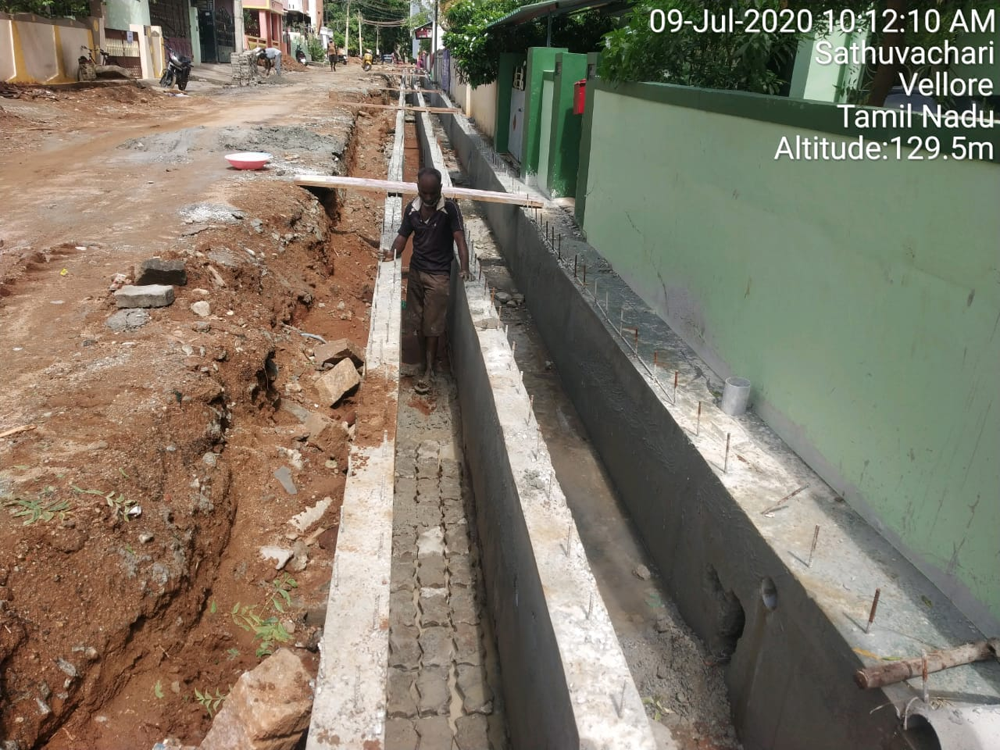 09-Jul-2020 10:12:10 AM
Sathuvachari
Vellore
Tamil Nadu
Altitude:129.5m